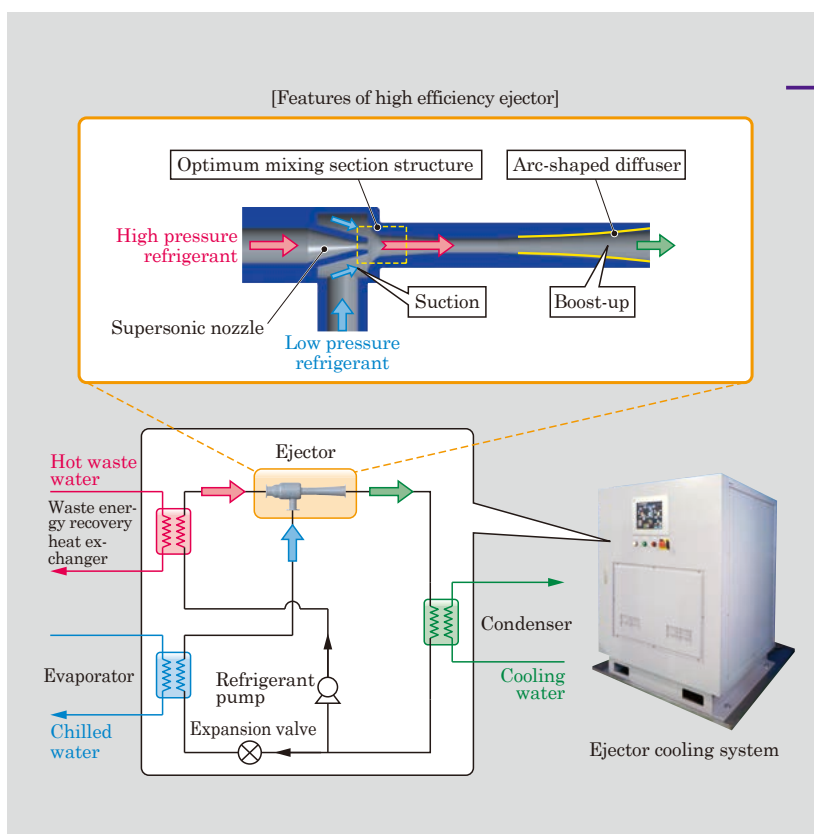 [Features of high efficiency ejector]
Optimum mixing section structure
Arc-shaped diffuser
High pressure
refrigerant
Suction
Boost-up
Supersonic nozzle
Low pressure
refrigerant
Ejector
Hot waste
water
Waste ener-
gy recovery
heat ex-
changer
Condenser
Evaporator
Refrigerant
pump
Cooling
water
Chilled
water
Expansion valve
Ejector cooling system